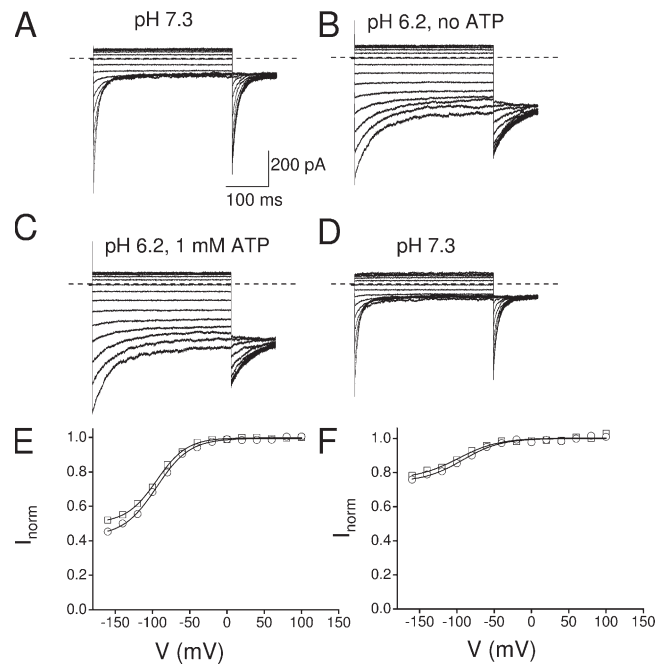 A
pH 7.3
B
pH 6.2, no ATP
200 pA
100 ms
C
pH 6.2, 1 mM ATP
D
pH 7.3
E
1.0
0.8
0.6
0.4
0.2
0.0
Inorm
-150 -100 -50 0 50 100 150
V (mV)
F
1.0
0.8
0.6
0.4
0.2
0.0
Inorm
-150 -100 -50 0 50 100 150
V (mV)